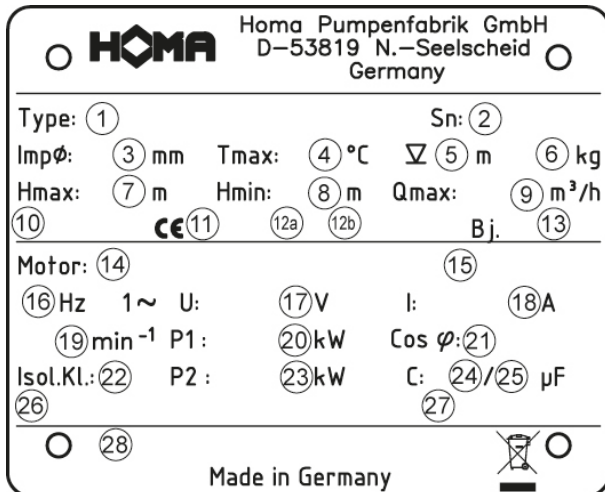 HOMA
Homa Pumpenfabrik GmbH
D-53819 N.-Seelscheid
Germany
Type: 1 Sn: 2
ImpØ: 3 mm Tmax: 4 °C ∇ 5 m 6 kg
Hmax: 7 m Hmin: 8 m Qmax: 9 m³/h
10 CE 11 12a 12b Bj. 13
Motor: 14 15
16 Hz 1~ U: 17 V I: 18 A
19 min⁻¹ P1: 20 kW Cos φ: 21
Isol.Kl.: 22 P2: 23 kW C: 24/25 µF
26 27
28
Made in Germany